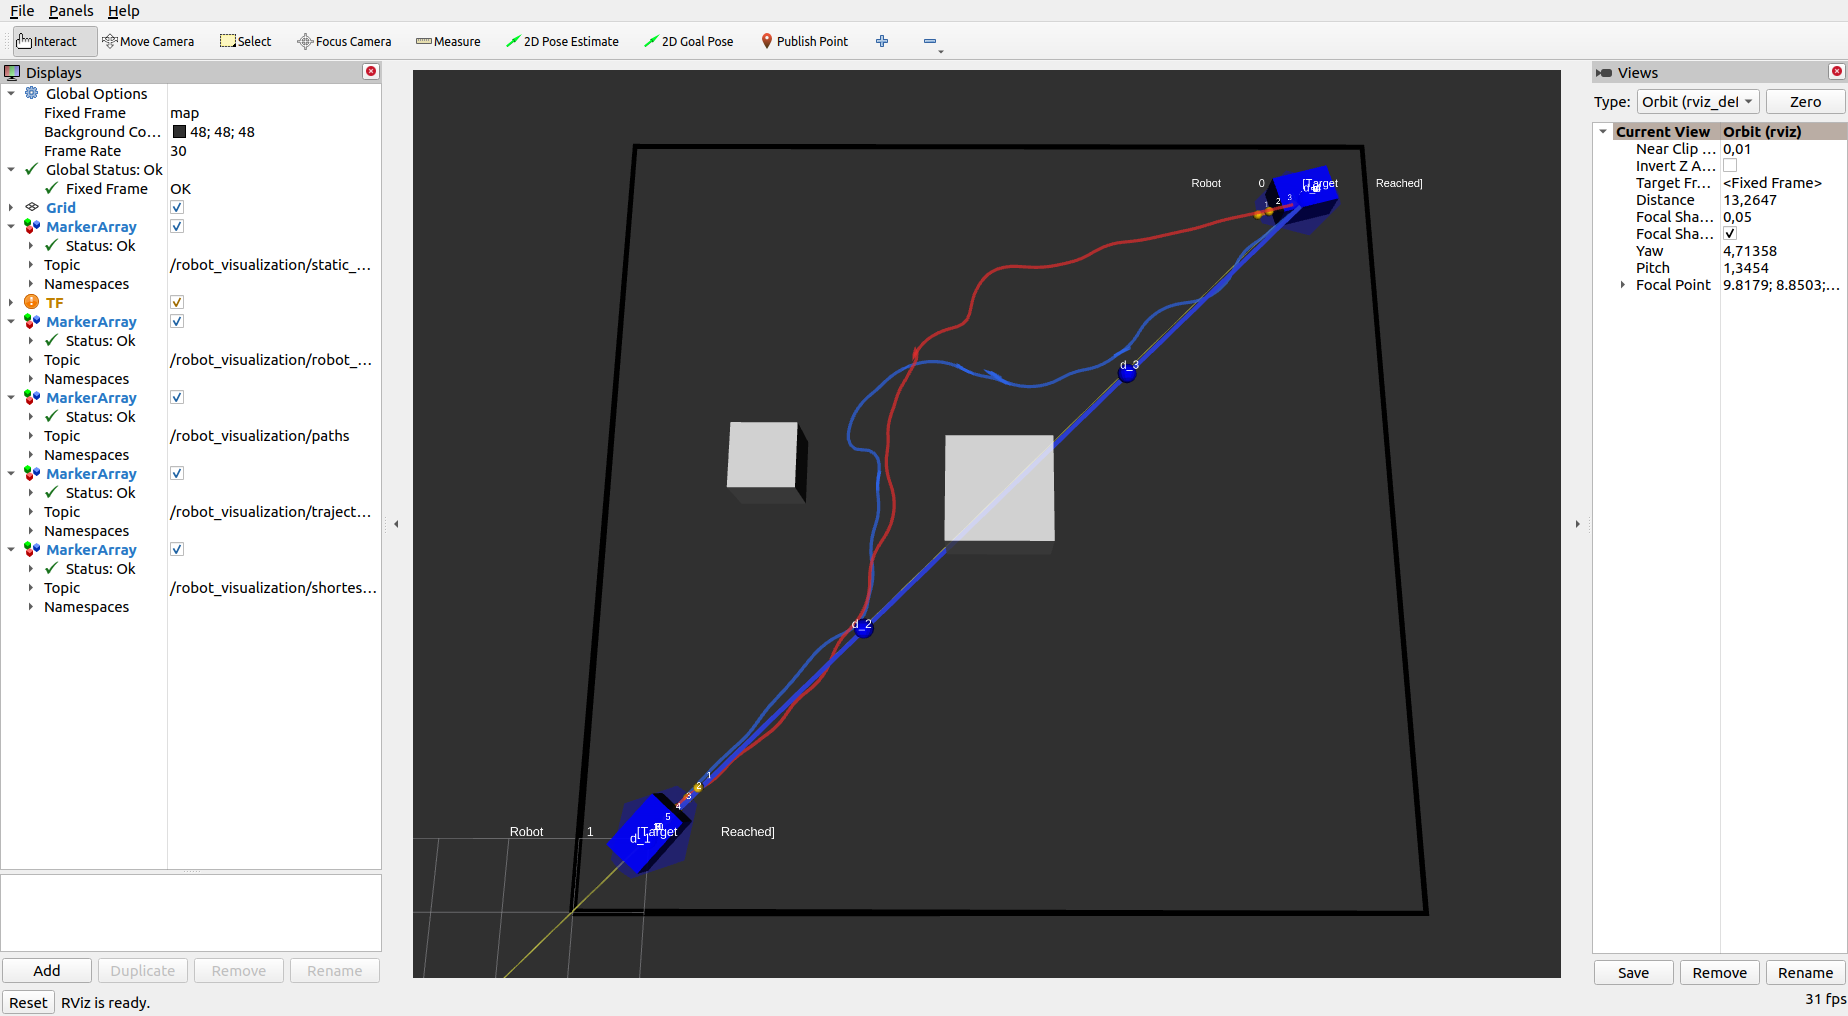 File Panels Help
Interact Move Camera Select Focus Camera Measure 2D Pose Estimate 2D Goal Pose Publish Point
Displays
Global Options
Fixed Frame map
Background Co... 48; 48; 48
Frame Rate 30
Global Status: Ok
Fixed Frame OK
Grid
MarkerArray
Status: Ok
Topic /robot_visualization/static_...
Namespaces
TF
MarkerArray
Status: Ok
Topic /robot_visualization/robot_...
Namespaces
MarkerArray
Status: Ok
Topic /robot_visualization/paths
Namespaces
MarkerArray
Status: Ok
Topic /robot_visualization/traject...
Namespaces
MarkerArray
Status: Ok
Topic /robot_visualization/shortes...
Namespaces
Add Duplicate Remove Rename
Reset RViz is ready.
Robot 0 [Target Reached]
1 2 3
d_3
d_2
1
2
3
4
5
Robot 1 [Target Reached]
d_1
Views
Type: Orbit (rviz_def Zero
Current View Orbit (rviz)
Near Clip ... 0,01
Invert Z A...
Target Fr... <Fixed Frame>
Distance 13,2647
Focal Sha... 0,05
Focal Sha...
Yaw 4,71358
Pitch 1,3454
Focal Point 9.8179; 8.8503;...
Save Remove Rename
31 fps